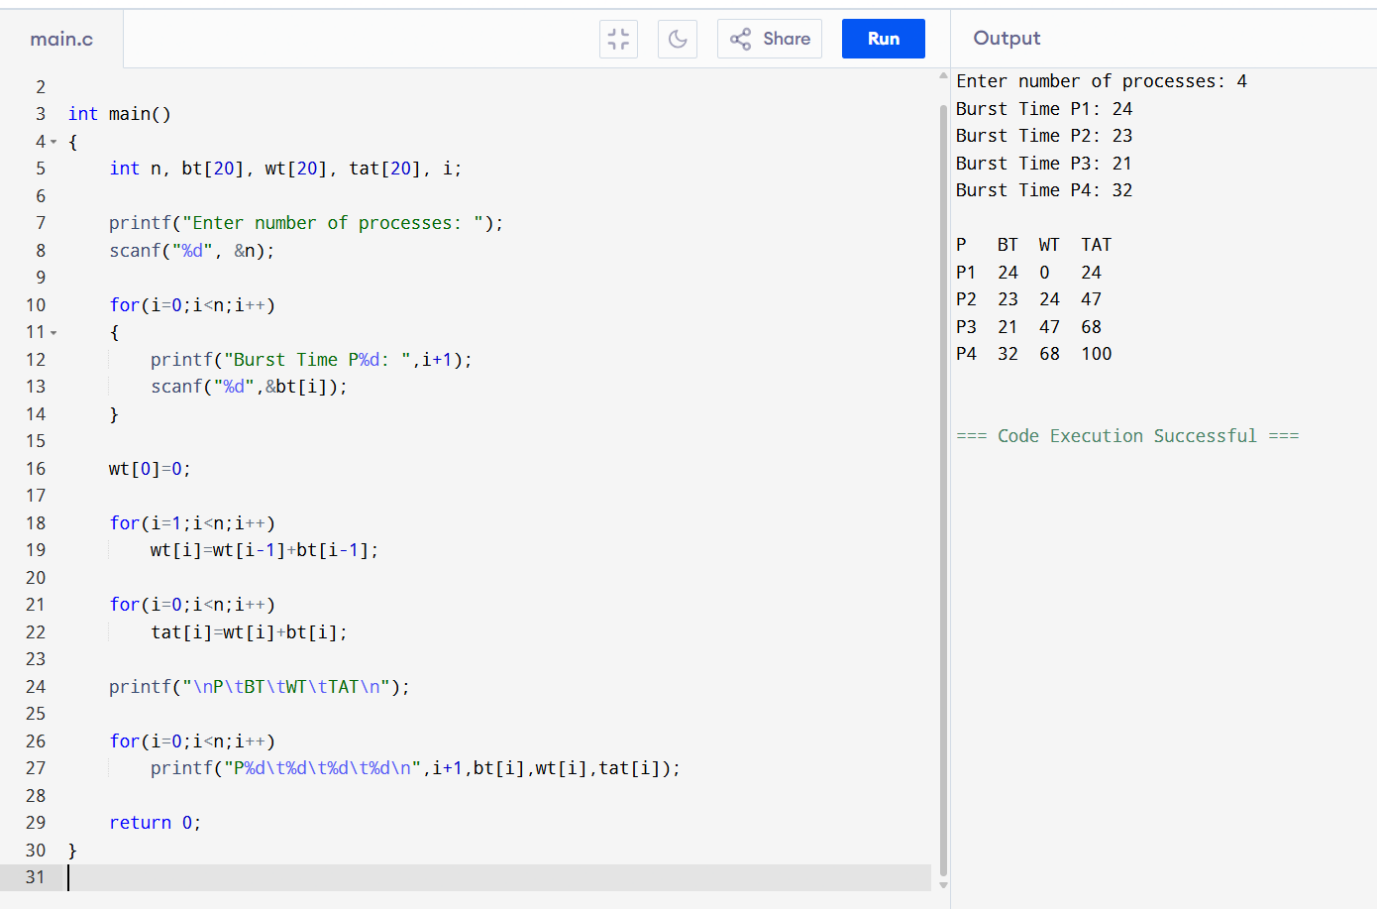 main.c
Share
Run
Output
2
3 int main()
4 {
5 int n, bt[20], wt[20], tat[20], i;
6
7 printf("Enter number of processes: ");
8 scanf("%d", &n);
9
10 for(i=0;i<n;i++)
11 {
12 printf("Burst Time P%d: ",i+1);
13 scanf("%d",&bt[i]);
14 }
15
16 wt[0]=0;
17
18 for(i=1;i<n;i++)
19 wt[i]=wt[i-1]+bt[i-1];
20
21 for(i=0;i<n;i++)
22 tat[i]=wt[i]+bt[i];
23
24 printf("\nP\tBT\tWT\tTAT\n");
25
26 for(i=0;i<n;i++)
27 printf("P%d\t%d\t%d\t%d\n",i+1,bt[i],wt[i],tat[i]);
28
29 return 0;
30 }
31
Enter number of processes: 4
Burst Time P1: 24
Burst Time P2: 23
Burst Time P3: 21
Burst Time P4: 32
P BT WT TAT
P1 24 0 24
P2 23 24 47
P3 21 47 68
P4 32 68 100
=== Code Execution Successful ===